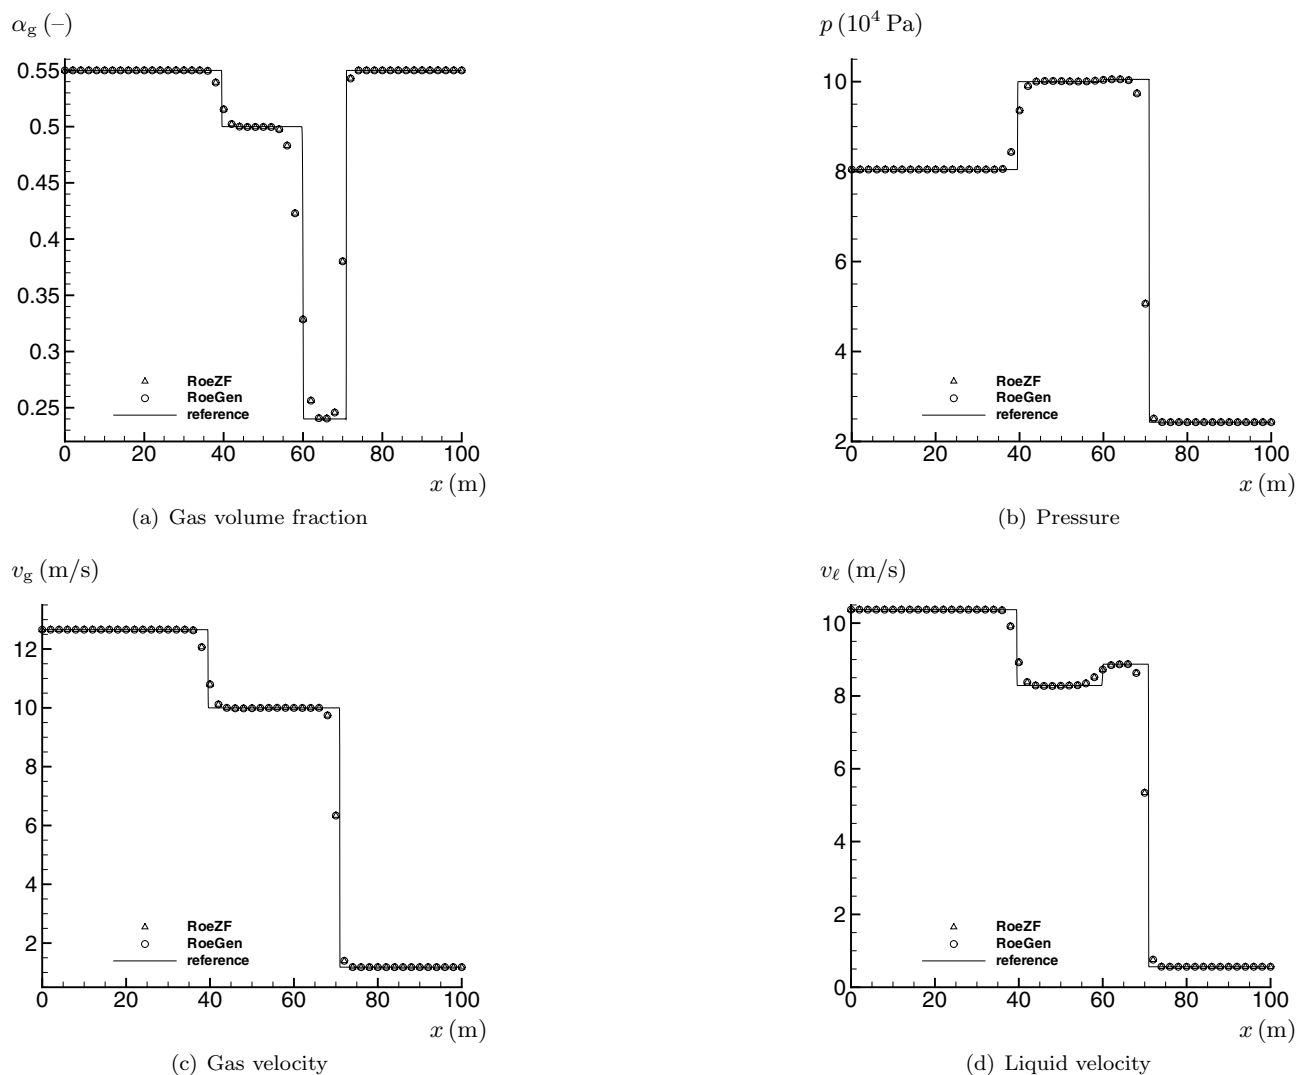 αg (–)
0.55
0.5
0.45
0.4
0.35
0.3
0.25
RoeZF
RoeGen
reference
0 20 40 60 80 100
x (m)
(a) Gas volume fraction
p (10⁴ Pa)
10
8
6
4
2
RoeZF
RoeGen
reference
0 20 40 60 80 100
x (m)
(b) Pressure
vg (m/s)
12
10
8
6
4
2
RoeZF
RoeGen
reference
0 20 40 60 80 100
x (m)
(c) Gas velocity
vℓ (m/s)
10
8
6
4
2
0
RoeZF
RoeGen
reference
0 20 40 60 80 100
x (m)
(d) Liquid velocity